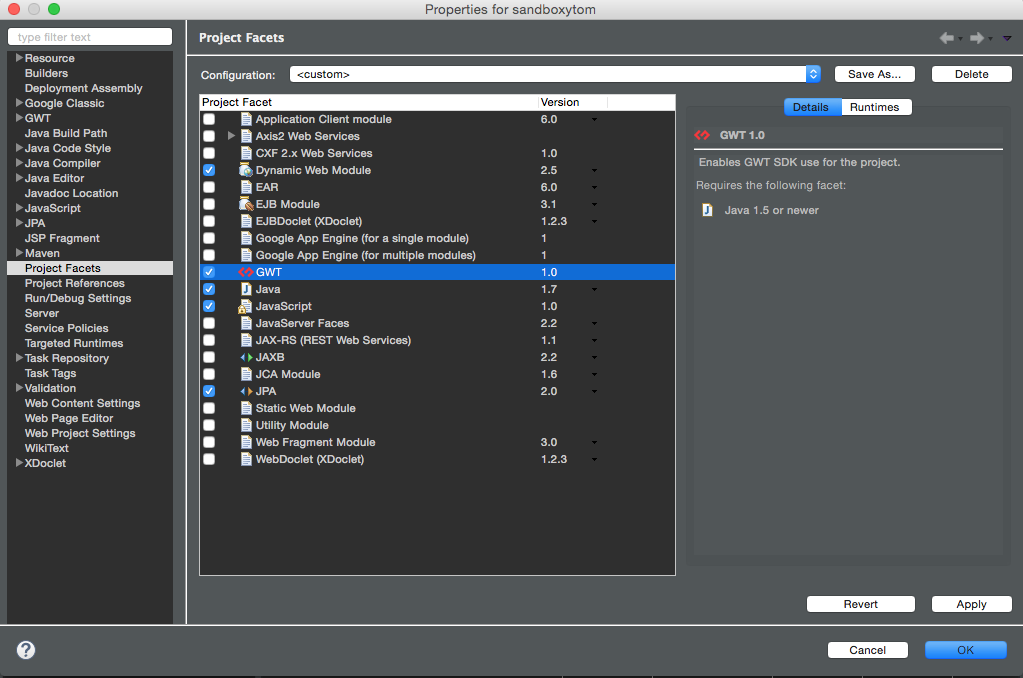 Properties for sandboxytom
type filter text
Resource
Builders
Deployment Assembly
Google Classic
GWT
Java Build Path
Java Code Style
Java Compiler
Java Editor
Javadoc Location
JavaScript
JPA
JSP Fragment
Maven
Project Facets
Project References
Run/Debug Settings
Server
Service Policies
Targeted Runtimes
Task Repository
Task Tags
Validation
Web Content Settings
Web Page Editor
Web Project Settings
WikiText
XDoclet
Project Facets
Configuration: <custom> Save As... Delete
Project Facet Version
Application Client module 6.0
Axis2 Web Services
CXF 2.x Web Services 1.0
Dynamic Web Module 2.5
EAR 6.0
EJB Module 3.1
EJBDoclet (XDoclet) 1.2.3
Google App Engine (for a single module) 1
Google App Engine (for multiple modules) 1
GWT 1.0
Java 1.7
JavaScript 1.0
JavaServer Faces 2.2
JAX-RS (REST Web Services) 1.1
JAXB 2.2
JCA Module 1.6
JPA 2.0
Static Web Module
Utility Module
Web Fragment Module 3.0
WebDoclet (XDoclet) 1.2.3
Details Runtimes
GWT 1.0
Enables GWT SDK use for the project.
Requires the following facet:
J Java 1.5 or newer
Revert Apply
? Cancel OK